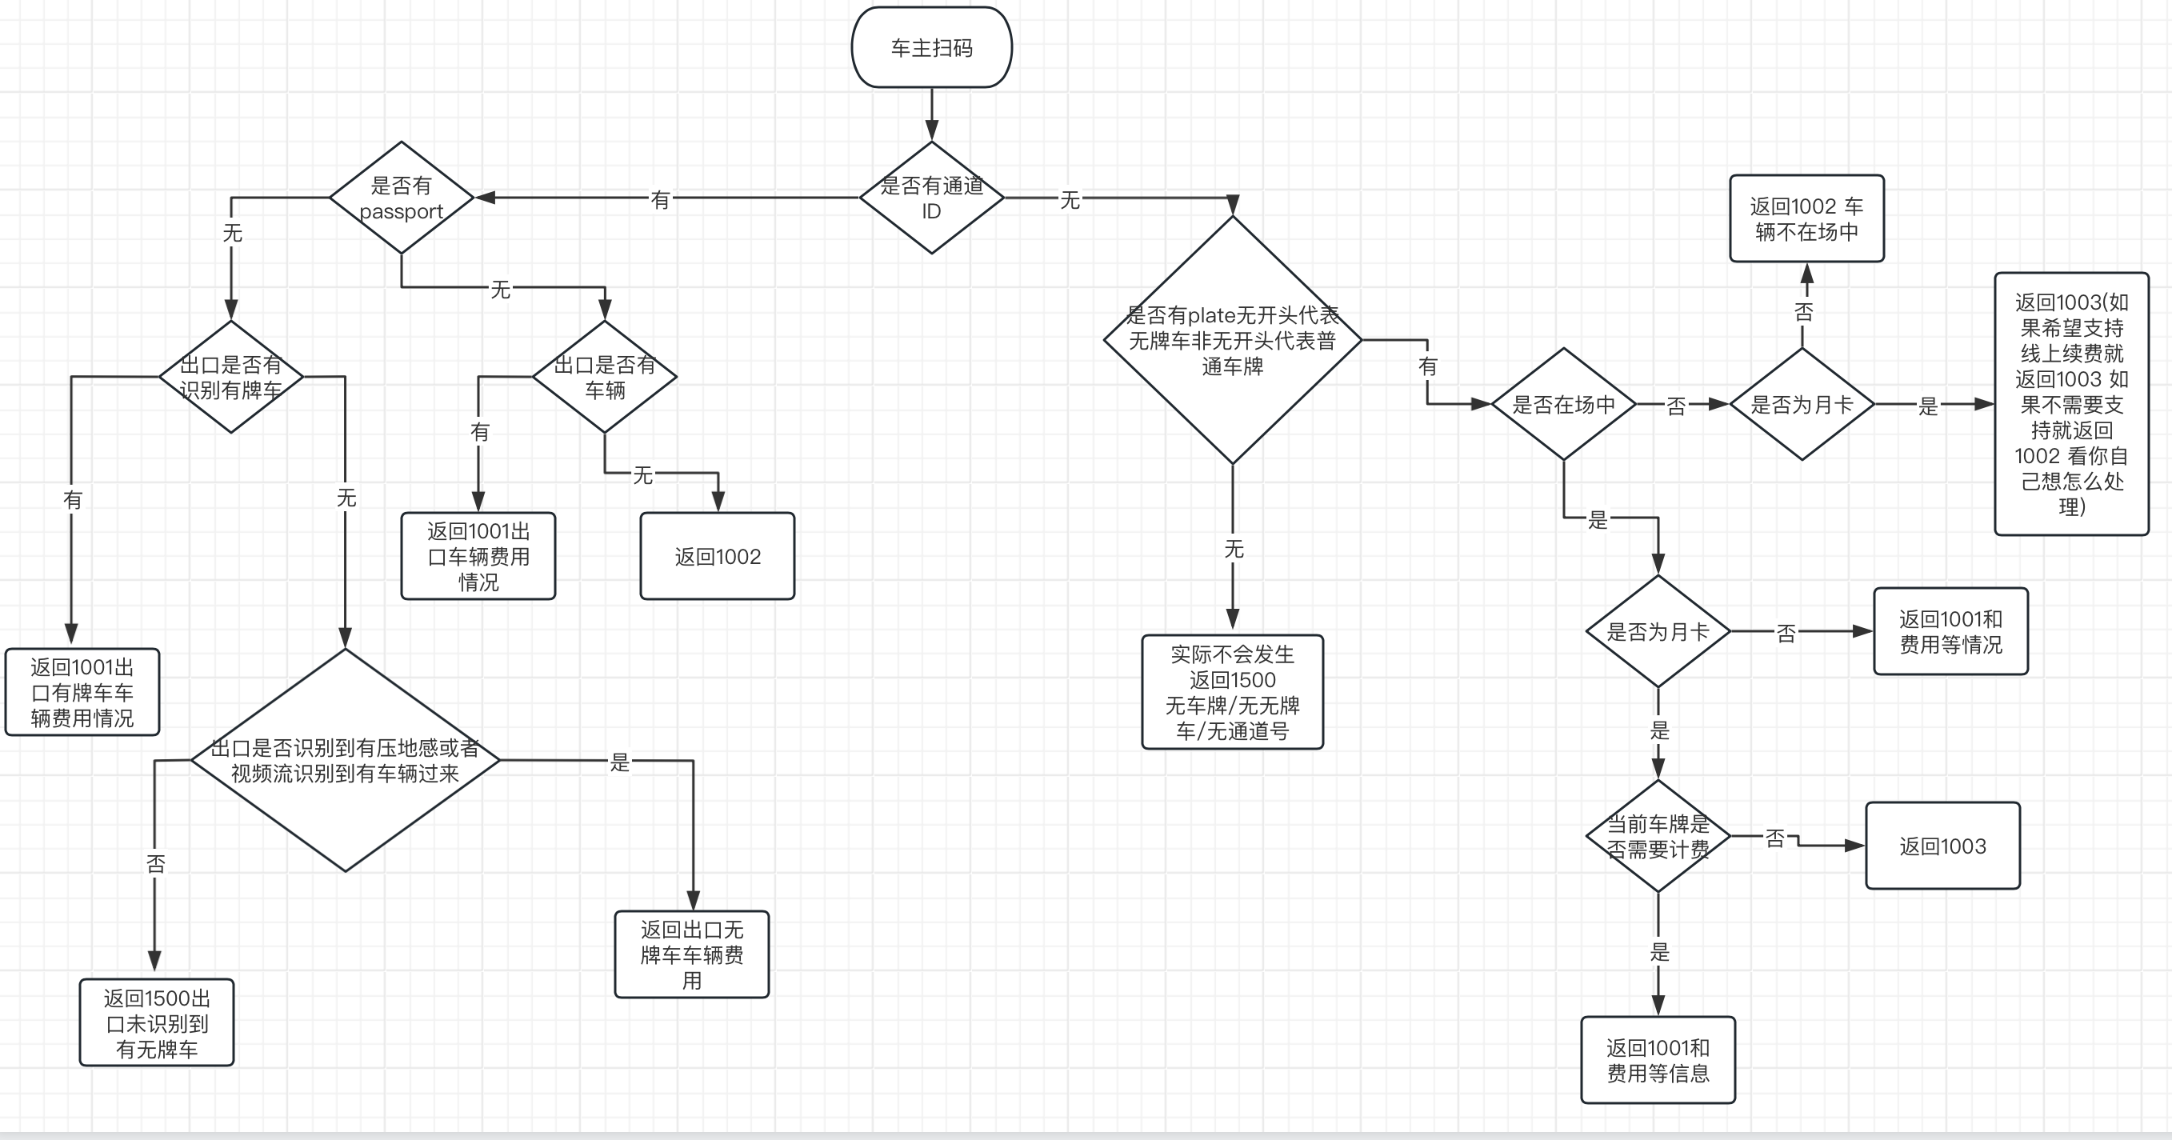 车主扫码
是否有通道
ID
有
无
是否有
passport
无
无
出口是否有
识别有牌车
有
无
出口是否有
车辆
有
无
返回1001出
口车辆费用
情况
返回1002
返回1001出
口有牌车车
辆费用情况
出口是否识别到有压地感或者
视频流识别到有车辆过来
否
是
返回1500出
口未识别到
有无牌车
返回出口无
牌车车辆费
用
是否有plate无开头代表
无牌车非无开头代表普
通车牌
有
无
实际不会发生
返回1500
无车牌/无无牌
车/无通道号
是否在场中
否
是
是否为月卡
否
是
返回1002 车
辆不在场中
返回1003(如
果希望支持
线上续费就
返回1003 如
果不需要支
持就返回
1002 看你自
己想怎么处
理)
是否为月卡
否
是
返回1001和
费用等情况
当前车牌是
否需要计费
否
是
返回1003
返回1001和
费用等信息